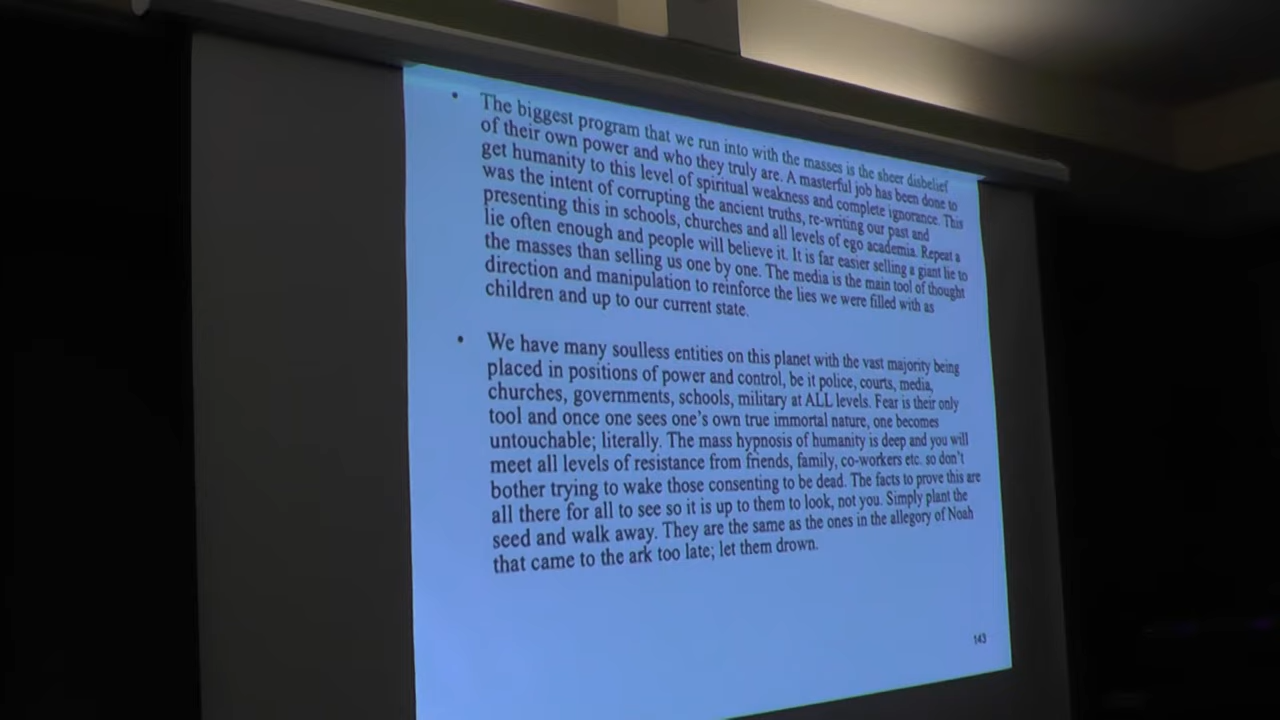 • The biggest program that we run into with the masses is the sheer disbelief
of their own power and who they truly are. A masterful job has been done to
get humanity to this level of spiritual weakness and complete ignorance. This
was the intent of corrupting the ancient truths, re-writing our past and
presenting this in schools, churches and all levels of ego academia. Repeat a
lie often enough and people will believe it. It is far easier selling a giant lie to
the masses than selling us one by one. The media is the main tool of thought
direction and manipulation to reinforce the lies we were filled with as
children and up to our current state.
• We have many soulless entities on this planet with the vast majority being
placed in positions of power and control, be it police, courts, media,
churches, governments, schools, military at ALL levels. Fear is their only
tool and once one sees one's own true immortal nature, one becomes
untouchable; literally. The mass hypnosis of humanity is deep and you will
meet all levels of resistance from friends, family, co-workers etc. so don't
bother trying to wake those consenting to be dead. The facts to prove this are
all there for all to see so it is up to them to look, not you. Simply plant the
seed and walk away. They are the same as the ones in the allegory of Noah
that came to the ark too late; let them drown.
143